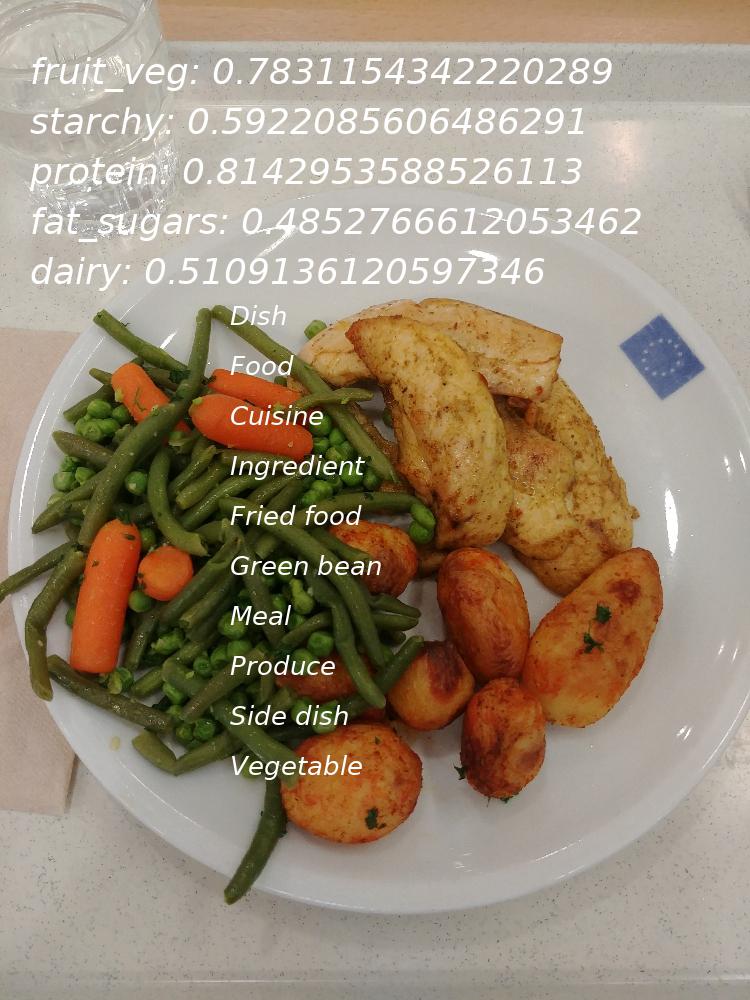 fruit_veg: 0.7831154342220289
starchy: 0.5922085606486291
protein: 0.8142953588526113
fat_sugars: 0.4852766612053462
dairy: 0.5109136120597346
Dish
Food
Cuisine
Ingredient
Fried food
Green bean
Meal
Produce
Side dish
Vegetable